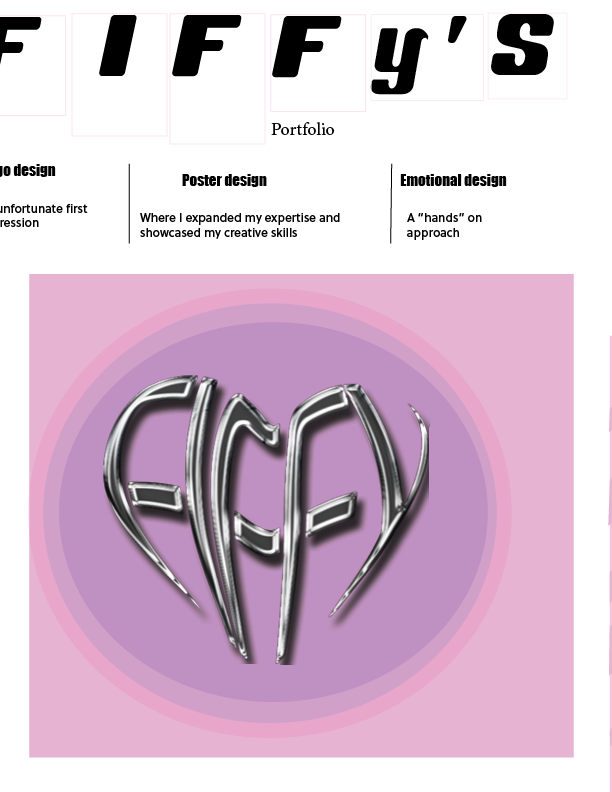 F I F F y ' S
Portfolio
go design
Poster design
Emotional design
unfortunate first
ression
Where I expanded my expertise and
showcased my creative skills
A "hands" on
approach
FIFFY